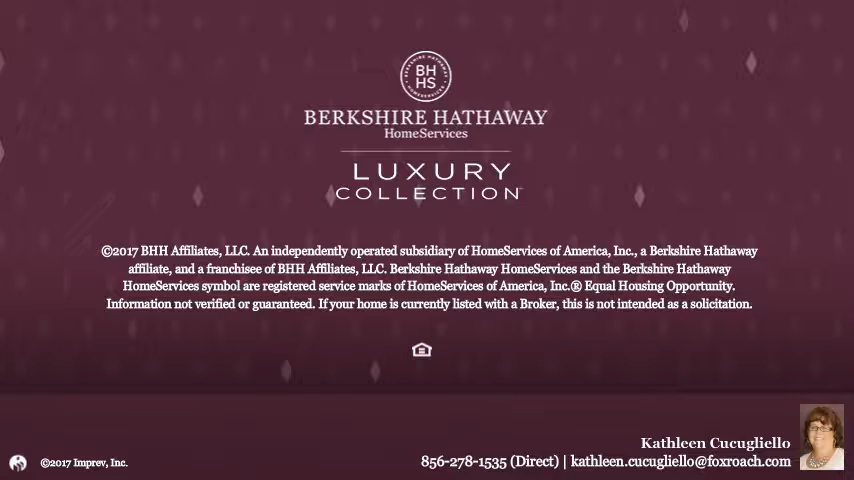 BH
HS
BERKSHIRE HATHAWAY
HomeServices
LUXURY
COLLECTION
©2017 BHH Affiliates, LLC. An independently operated subsidiary of HomeServices of America, Inc., a Berkshire Hathaway
affiliate, and a franchisee of BHH Affiliates, LLC. Berkshire Hathaway HomeServices and the Berkshire Hathaway
HomeServices symbol are registered service marks of HomeServices of America, Inc.® Equal Housing Opportunity.
Information not verified or guaranteed. If your home is currently listed with a Broker, this is not intended as a solicitation.
Kathleen Cucugliello
856-278-1535 (Direct) | kathleen.cucugliello@foxroach.com
©2017 Imprev, Inc.